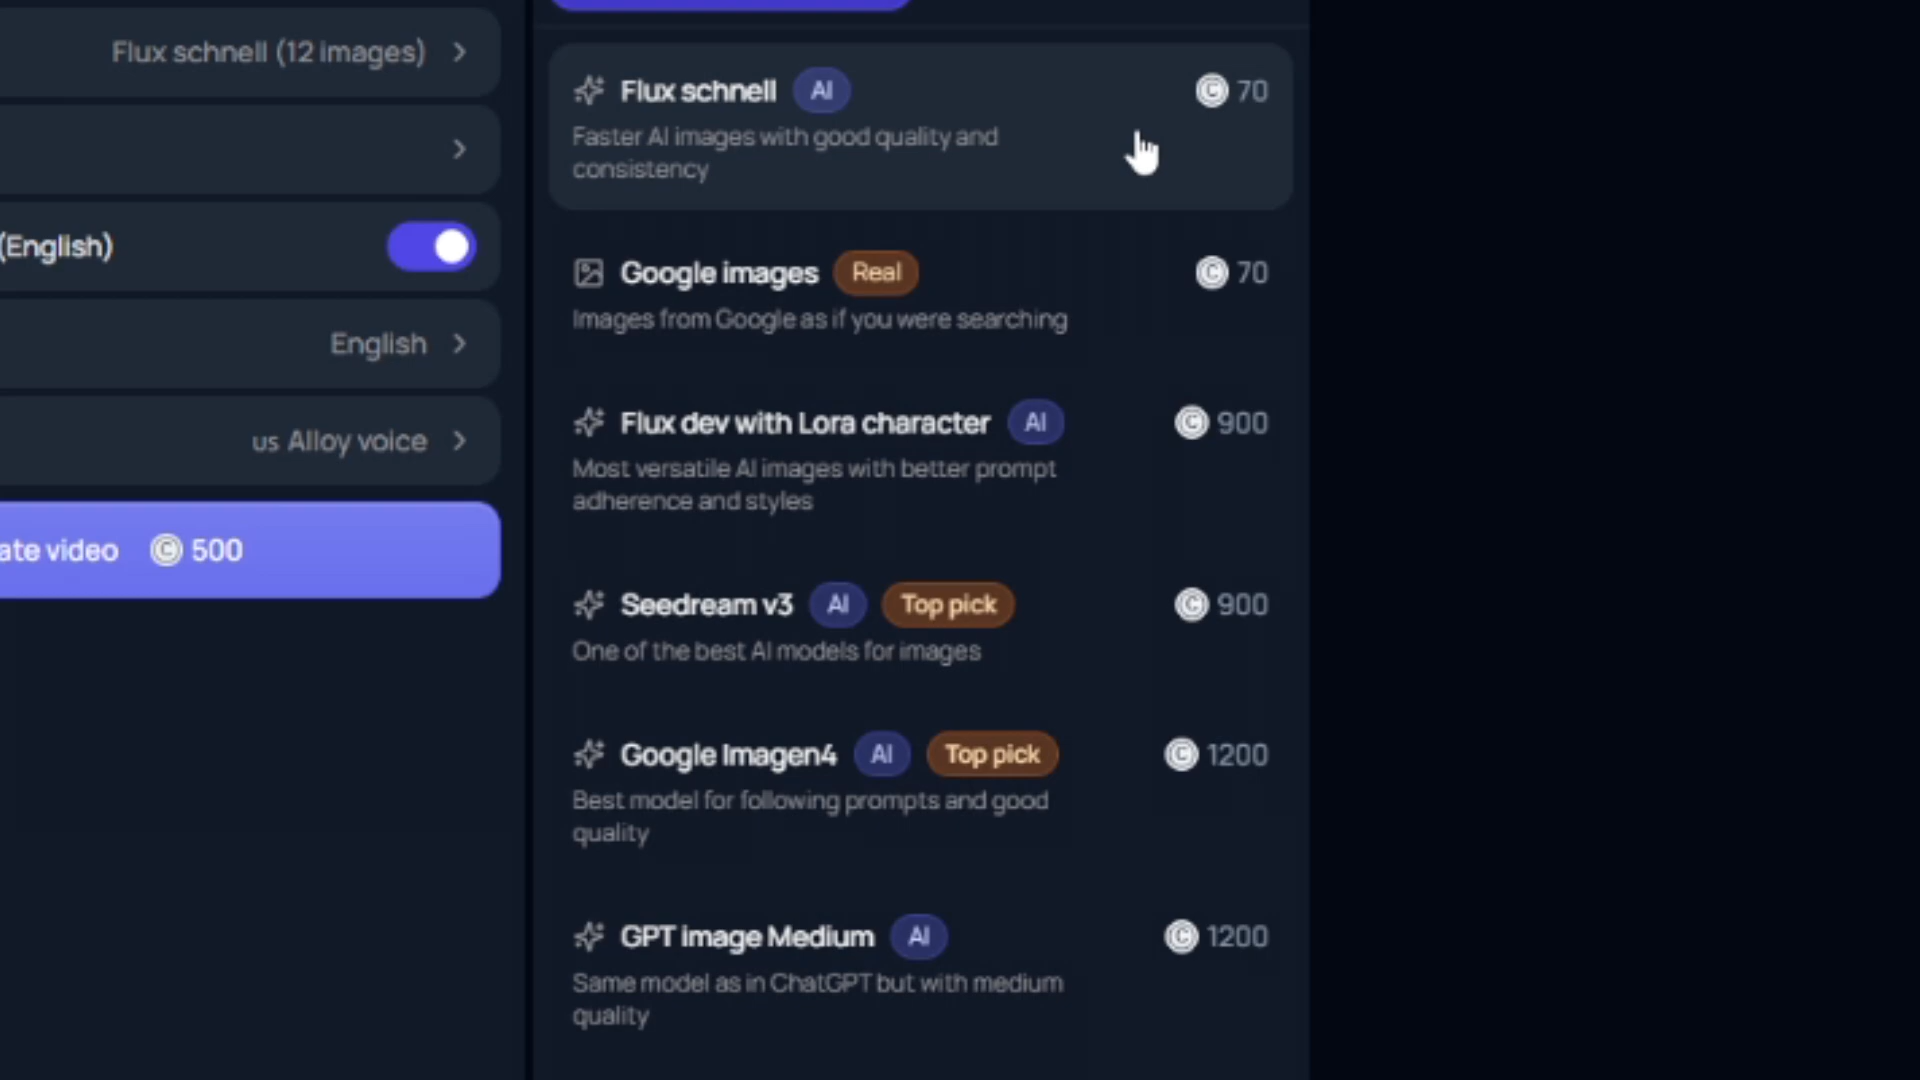 Flux schnell (12 images)
(English)
English
us Alloy voice
ate video © 500
Flux schnell AI © 70
Faster AI images with good quality and
consistency
Google images Real © 70
Images from Google as if you were searching
Flux dev with Lora character AI © 900
Most versatile AI images with better prompt
adherence and styles
Seedream v3 AI Top pick © 900
One of the best AI models for images
Google Imagen4 AI Top pick © 1200
Best model for following prompts and good
quality
GPT image Medium AI © 1200
Same model as in ChatGPT but with medium
quality